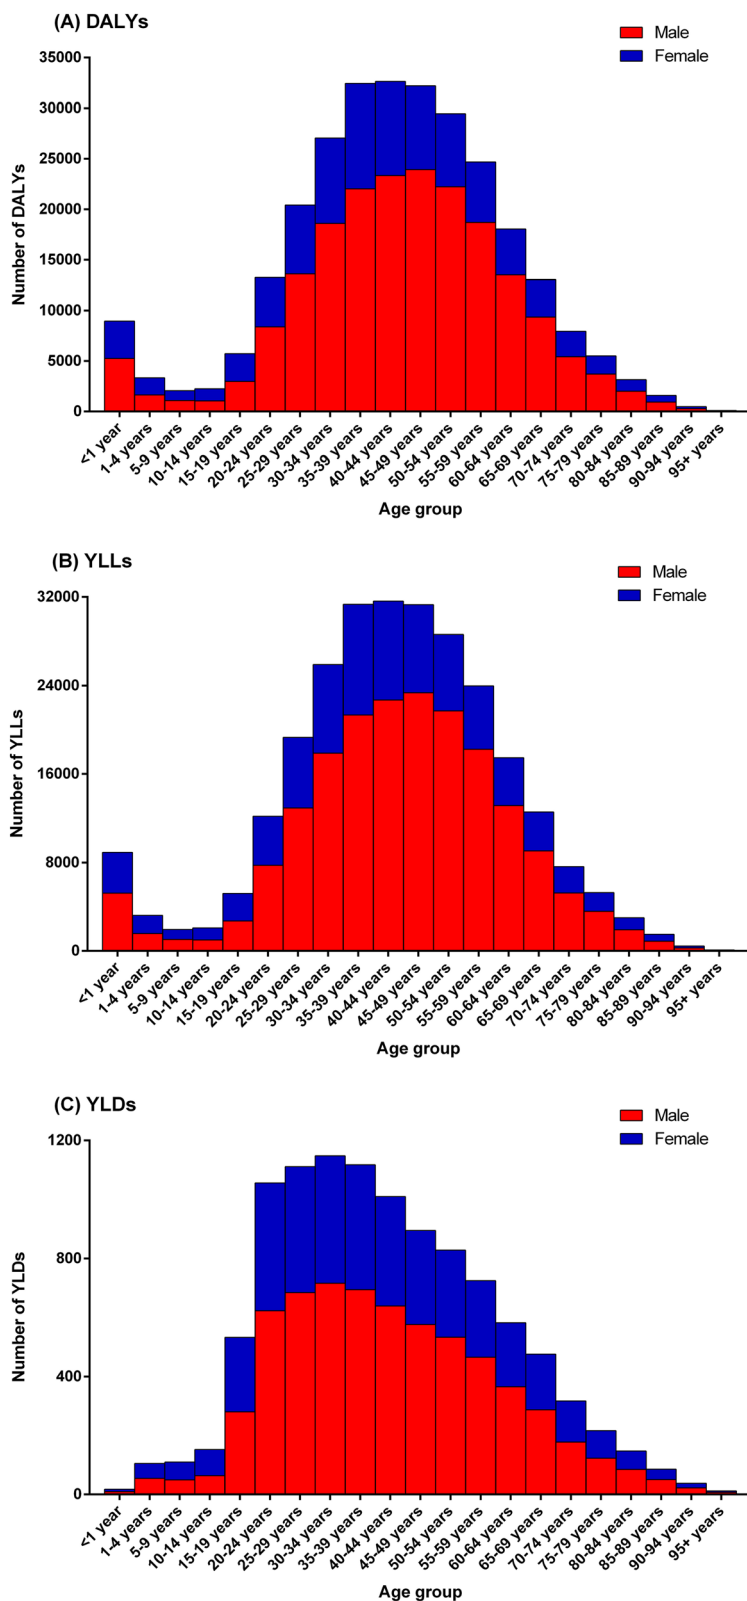 (A) DALYs
Male
Female
35000
30000
25000
20000
15000
10000
5000
0
Number of DALYs
<1 year
1-4 years
5-9 years
10-14 years
15-19 years
20-24 years
25-29 years
30-34 years
35-39 years
40-44 years
45-49 years
50-54 years
55-59 years
60-64 years
65-69 years
70-74 years
75-79 years
80-84 years
85-89 years
90-94 years
95+ years
Age group
(B) YLLs
Male
Female
32000
24000
16000
8000
0
Number of YLLs
<1 year
1-4 years
5-9 years
10-14 years
15-19 years
20-24 years
25-29 years
30-34 years
35-39 years
40-44 years
45-49 years
50-54 years
55-59 years
60-64 years
65-69 years
70-74 years
75-79 years
80-84 years
85-89 years
90-94 years
95+ years
Age group
(C) YLDs
Male
Female
1200
800
400
0
Number of YLDs
<1 year
1-4 years
5-9 years
10-14 years
15-19 years
20-24 years
25-29 years
30-34 years
35-39 years
40-44 years
45-49 years
50-54 years
55-59 years
60-64 years
65-69 years
70-74 years
75-79 years
80-84 years
85-89 years
90-94 years
95+ years
Age group